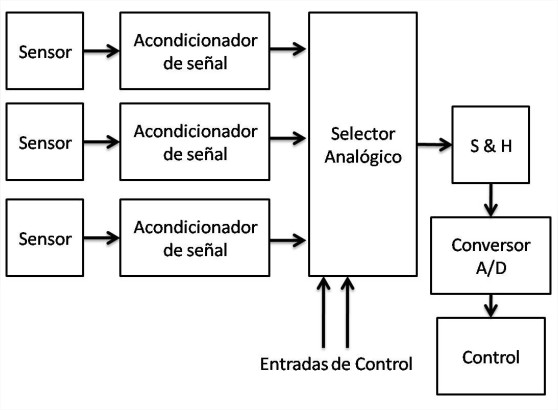 Sensor
Acondicionador
de señal
Sensor
Acondicionador
de señal
Sensor
Acondicionador
de señal
Selector
Analógico
S & H
Conversor
A/D
Control
Entradas de Control